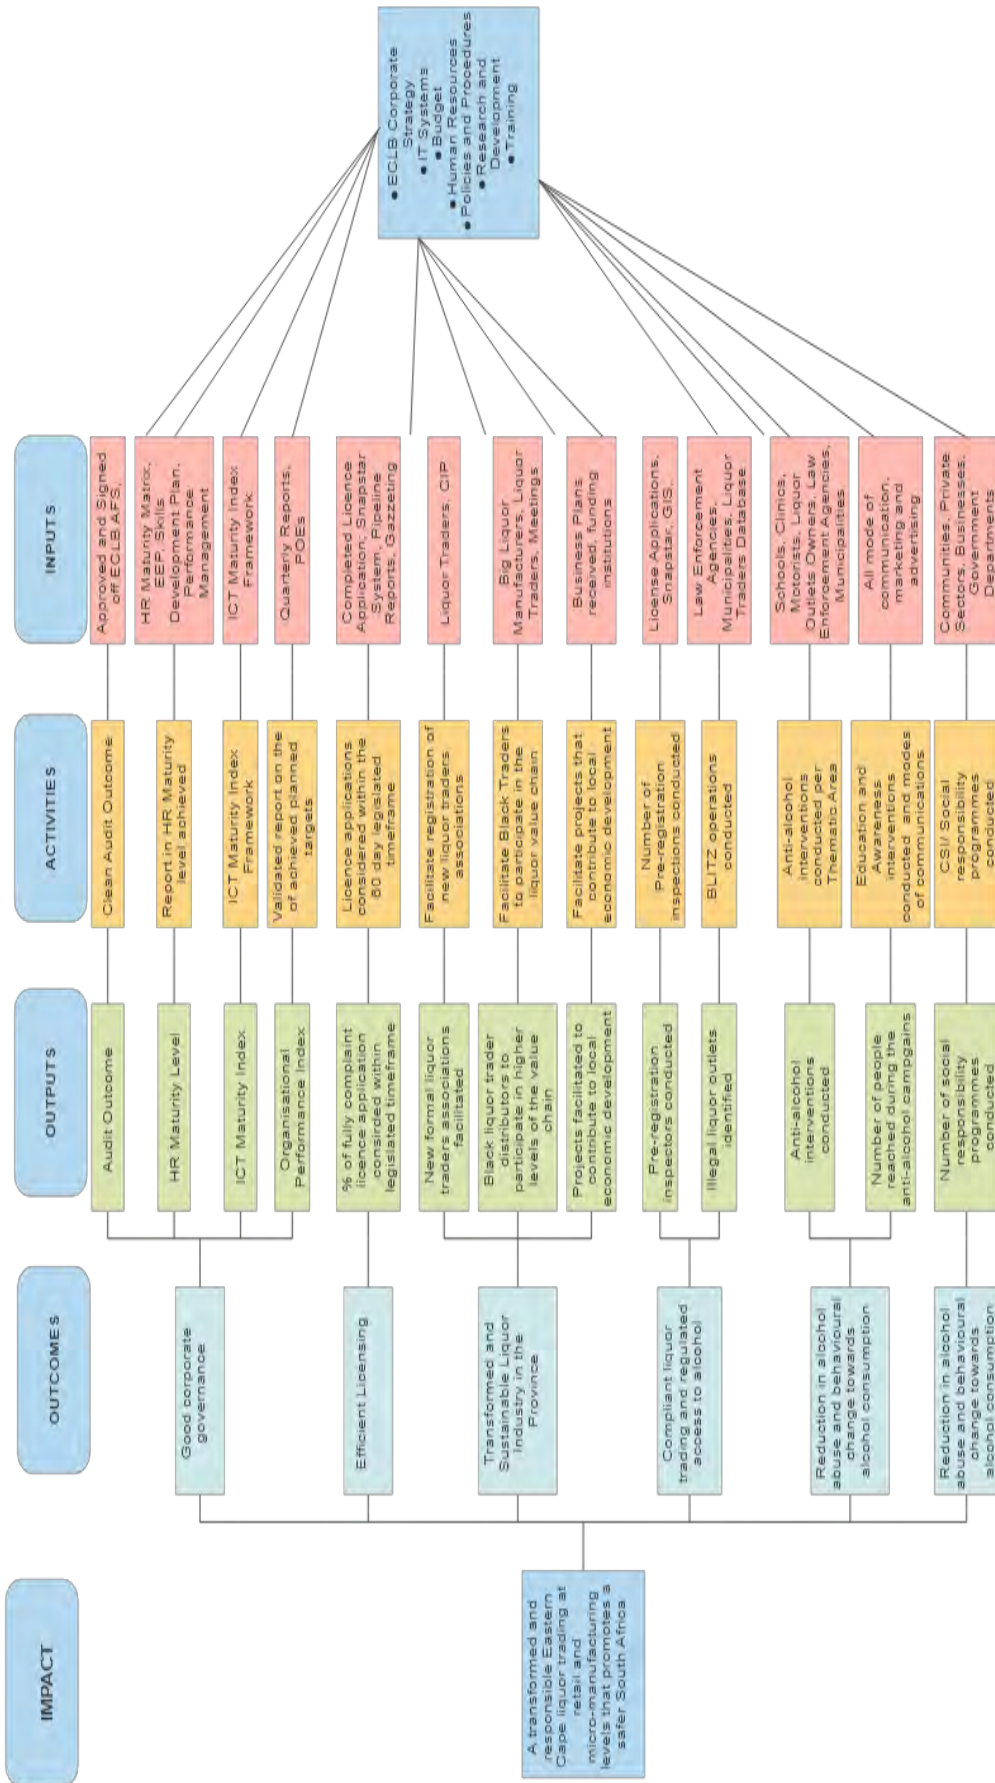 IMPACT
OUTCOMES
OUTPUTS
ACTIVITIES
INPUTS
A transformed and
responsible Eastern
Cape liquor trading at
retail and
micro-manufacturing
levels that promotes a
safer South Africa
Good corporate
governance
Efficient Licensing
Transformed and
Sustainable Liquor
Industry in the
Province
Compliant liquor
trading and regulated
access to alcohol
Reduction in alcohol
abuse and behavioural
change towards
alcohol consumption
Reduction in alcohol
abuse and behavioural
change towards
alcohol consumption
Audit Outcome
HR Maturity Level
ICT Maturity Index
Organisational
Performance Index
% of fully complaint
licence application
consirded within
legislated timeframe
New formal liquor
traders associations
facilitated
Black liquor trader
distributors to
participate in higher
levels of the value
chain
Projects facilitated to
contribute to local
economic development
Pre-registration
inspectors conducted
Illegal liquor outlets
identified
Anti-alcohol
interventions
conducted
Number of people
reached during the
anti-alcohol campgains
Number of social
responsibility
programmes
conducted
Clean Audit Outcome
Report in HR Maturity
level achieved
ICT Maturity Index
Framework
Validated report on the
of achieved planned
targets
Licence applications
considered within the
60 day legislated
timeframe
Facilitate registration of
new liquor traders
associations
Facilitate Black Traders
to participate in the
liquor value chain
Facilitate projects that
contribute to local
economic development
Number of
Pre-registration
inspections conducted
BLITZ operations
conducted
Anti-alcohol
interventions
conducted per
Thematic Area
Education and
Awareness
interventions
conducted and modes
of communications
CSI/ Social
responsibility
programmes
conducted
Approved and Signed
off ECLB AFS,
HR Maturity Matrix,
EEP, Skills
Development Plan,
Performance
Management
ICT Maturity Index
Framework
Quarterly Reports,
POEs
Completed Licence
Application; Snapstar
System, Pipeline
Reports, Gazzeting
Liquor Traders, CIP
Big Liquor
Manufactures, Liquor
Traders, Meetings
Business Plans
received, funding
institutions
License Applications,
Snapstar, GIS,
Law Enforcement
Agencies,
Municipalities, Liquor
Traders Database
Schools, Clinics,
Motorists, Liquor
Outlets Owners, Law
Enfordement Agencies,
Municipalities
All mode of
communication,
marketing and
advertising
Communities, Private
Sectors, Businesses,
Government
Departments
● ECLB Corporate
Strategy
● IT Systems
● Budget
● Human Resources
● Policies and Procedures
● Research and
Development
● Training